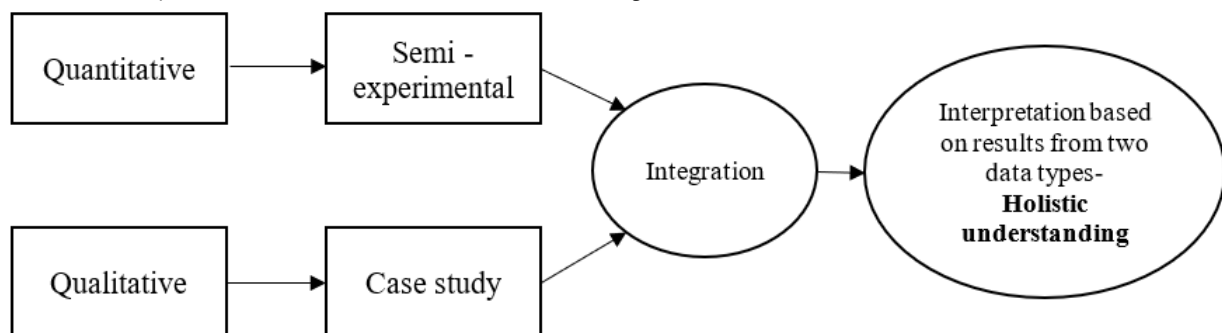 Quantitative
Semi -
experimental
Integration
Interpretation based
on results from two
data types-
Holistic
understanding
Qualitative
Case study